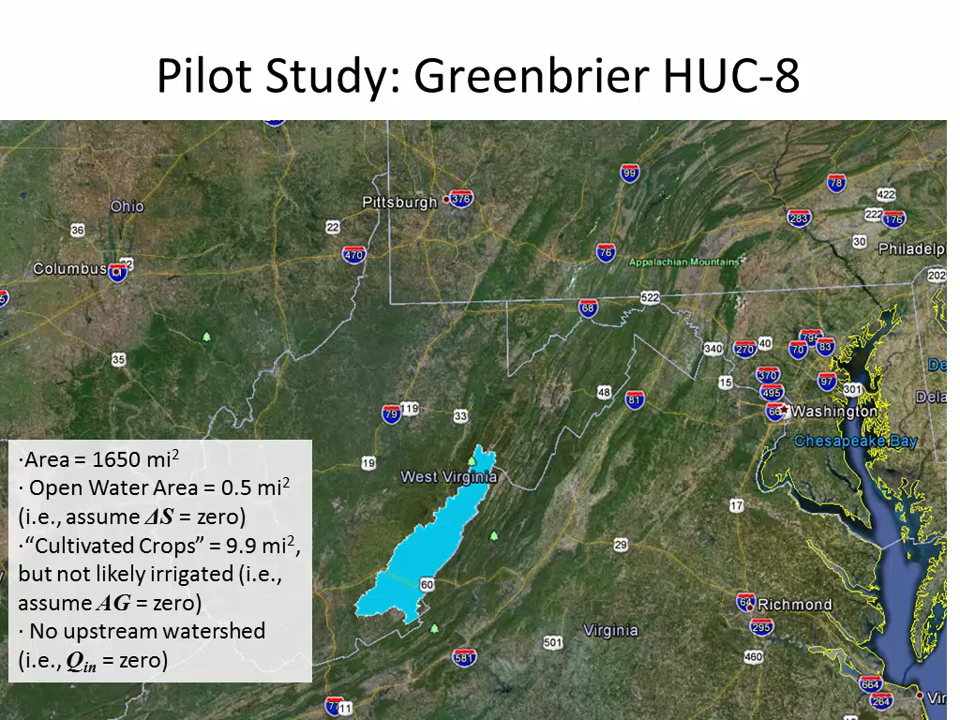 Pilot Study: Greenbrier HUC-8
99
78
422
Pittsburgh
376
Ohio
222
176
283
36
22
30
Philadelp
470
76
Appalachian Mountains
Columbus
202
522
68
340
270
40
70
83
35
De
370
15
97
301
48
495
Dela
81
79
119
33
66
Washington
Chesapeake Bay
19
West Virginia
17
29
60
64
Richmond
295
Virginia
501
460
581
664
264
Vir
77
11
·Area = 1650 mi²
· Open Water Area = 0.5 mi²
(i.e., assume ΔS = zero)
·“Cultivated Crops” = 9.9 mi²,
but not likely irrigated (i.e.,
assume AG = zero)
· No upstream watershed
(i.e., Qin = zero)